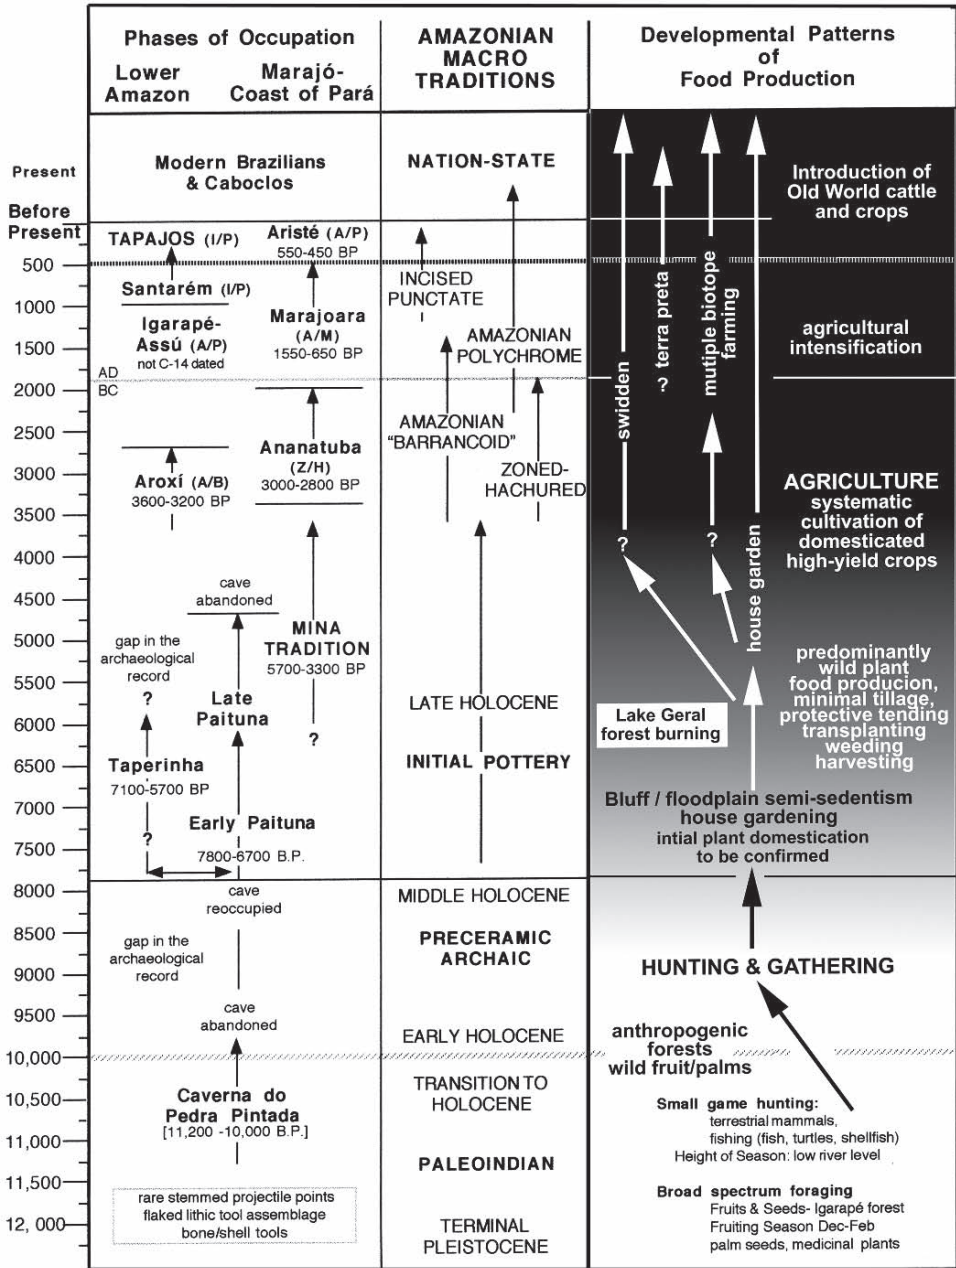 Phases of Occupation
Lower
Amazon
Marajó-
Coast of Pará
AMAZONIAN
MACRO
TRADITIONS
Developmental Patterns
of
Food Production
Present
Before
Present
500
1000
1500
2000
2500
3000
3500
4000
4500
5000
5500
6000
6500
7000
7500
8000
8500
9000
9500
10,000
10,500
11,000
11,500
12, 000
Modern Brazilians
& Caboclos
TAPAJOS (I/P)
Aristé (A/P)
550-450 BP
Santarém (I/P)
Igarapé-
Assú (A/P)
not C-14 dated
Marajoara
(A/M)
1550-650 BP
AD
BC
Ananatuba
(Z/H)
3000-2800 BP
Aroxí (A/B)
3600-3200 BP
cave
abandoned
MINA
TRADITION
5700-3300 BP
?
gap in the
archaeological
record
?
Late
Paituna
Taperinha
7100-5700 BP
?
Early Paituna
7800-6700 B.P.
cave
reoccupied
gap in the
archaeological
record
cave
abandoned
Caverna do
Pedra Pintada
[11,200 -10,000 B.P.]
rare stemmed projectile points
flaked lithic tool assemblage
bone/shell tools
NATION-STATE
INCISED
PUNCTATE
AMAZONIAN
POLYCHROME
AMAZONIAN
"BARRANCOID"
ZONED-
HACHURED
LATE HOLOCENE
INITIAL POTTERY
MIDDLE HOLOCENE
PRECERAMIC
ARCHAIC
EARLY HOLOCENE
TRANSITION TO
HOLOCENE
PALEOINDIAN
TERMINAL
PLEISTOCENE
Introduction of
Old World cattle
and crops
agricultural
intensification
swidden
?
? terra preta
mutiple biotope
farming
?
house garden
AGRICULTURE
systematic
cultivation of
domesticated
high-yield crops
predominantly
wild plant
food producion,
minimal tillage,
protective tending
transplanting
weeding
harvesting
Lake Geral
forest burning
Bluff / floodplain semi-sedentism
house gardening
intial plant domestication
to be confirmed
HUNTING & GATHERING
anthropogenic
forests
wild fruit/palms
Small game hunting:
terrestrial mammals,
fishing (fish, turtles, shellfish)
Height of Season: low river level
Broad spectrum foraging
Fruits & Seeds- Igarapé forest
Fruiting Season Dec-Feb
palm seeds, medicinal plants